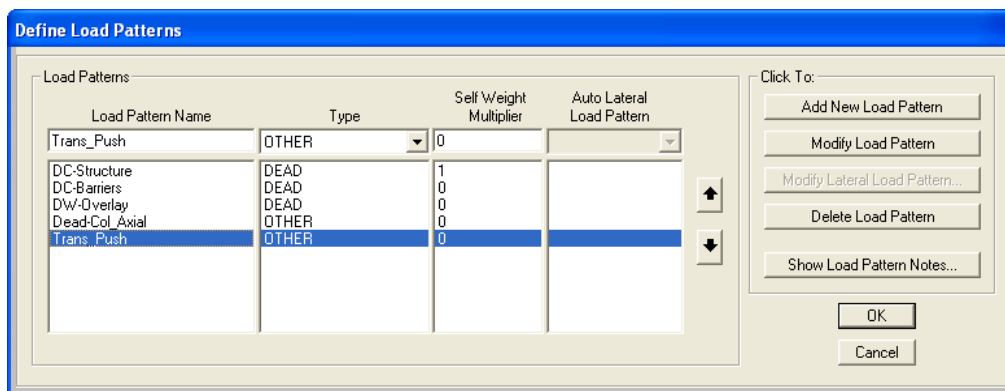 Define Load Patterns
Load Patterns
Click To:
Load Pattern Name Type Self Weight Multiplier Auto Lateral Load Pattern
Trans_Push OTHER 0
DC-Structure DEAD 1
DC-Barriers DEAD 0
DW-Overlay DEAD 0
Dead-Col_Axial OTHER 0
Trans_Push OTHER 0
Add New Load Pattern
Modify Load Pattern
Modify Lateral Load Pattern...
Delete Load Pattern
Show Load Pattern Notes...
OK
Cancel